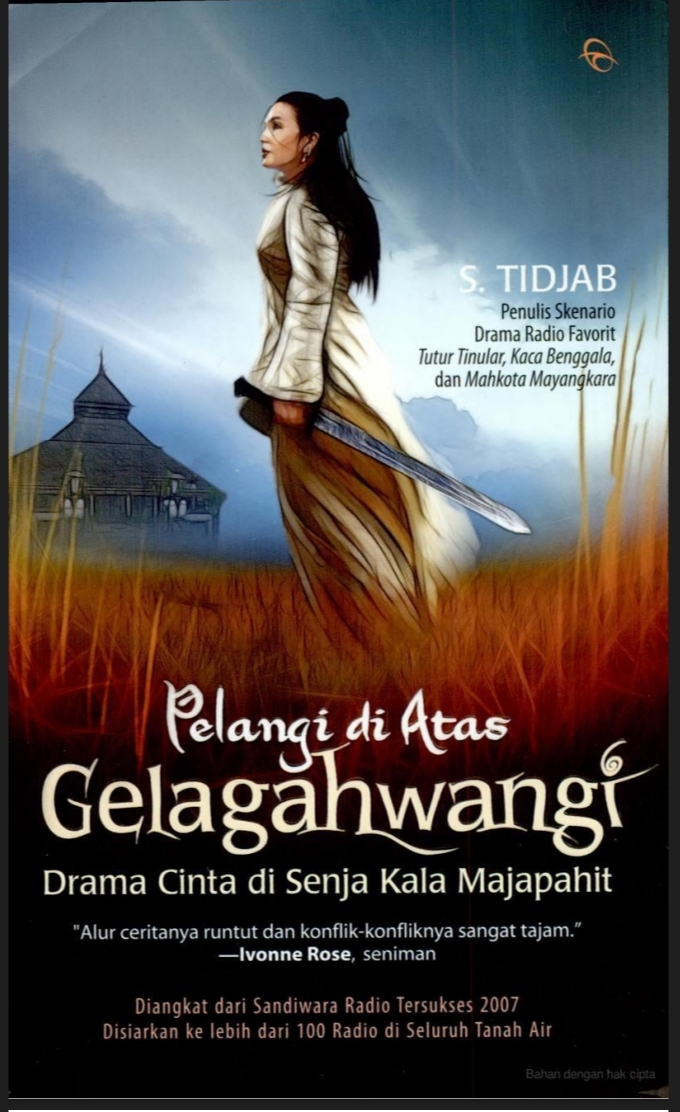 S. TIDJAB
Penulis Skenario
Drama Radio Favorit
Tutur Tinular, Kaca Benggala,
dan Mahkota Mayangkara
Pelangi di Atas
Gelagahwangi
Drama Cinta di Senja Kala Majapahit
"Alur ceritanya runtut dan konflik-konfliknya sangat tajam."
—Ivonne Rose, seniman
Diangkat dari Sandiwara Radio Tersukses 2007
Disiarkan ke lebih dari 100 Radio di Seluruh Tanah Air
Bahan dengan hak cipta